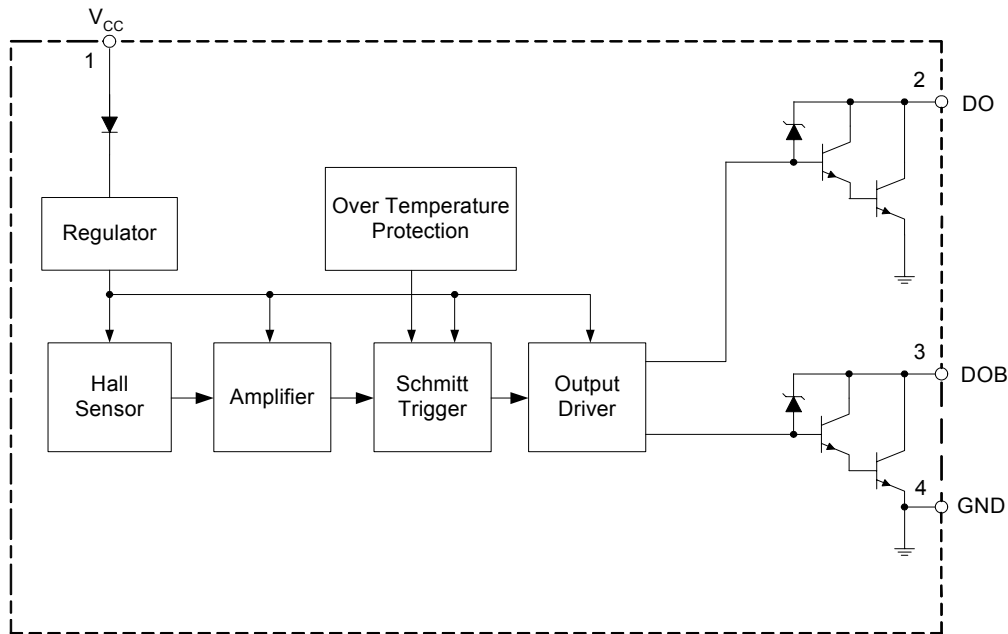 VCC
1
2
DO
Over Temperature
Protection
Regulator
3
DOB
Hall
Sensor
Amplifier
Schmitt
Trigger
Output
Driver
4
GND